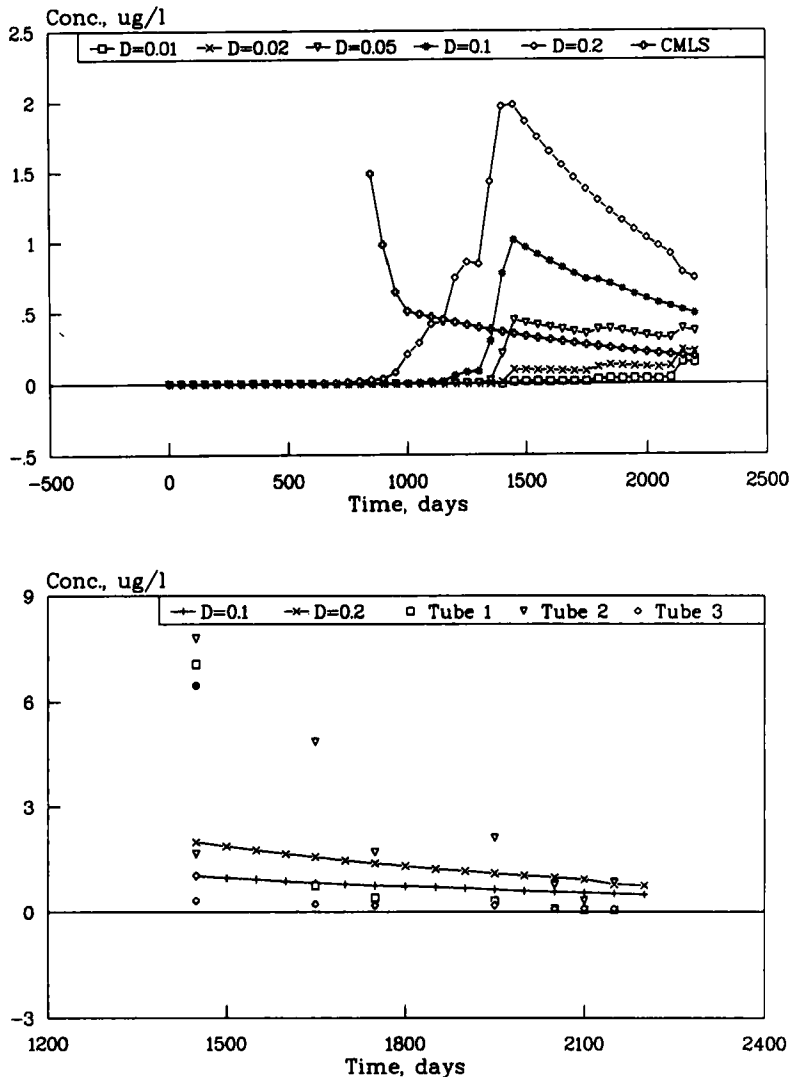 Conc., ug/l
2.5
D=0.01 D=0.02 D=0.05 D=0.1 D=0.2 CMLS
2
1.5
1
.5
0
-.5
-500 0 500 1000 1500 2000 2500
Time, days
Conc., ug/l
9
D=0.1 D=0.2 Tube 1 Tube 2 Tube 3
6
3
0
-3
1200 1500 1800 2100 2400
Time, days